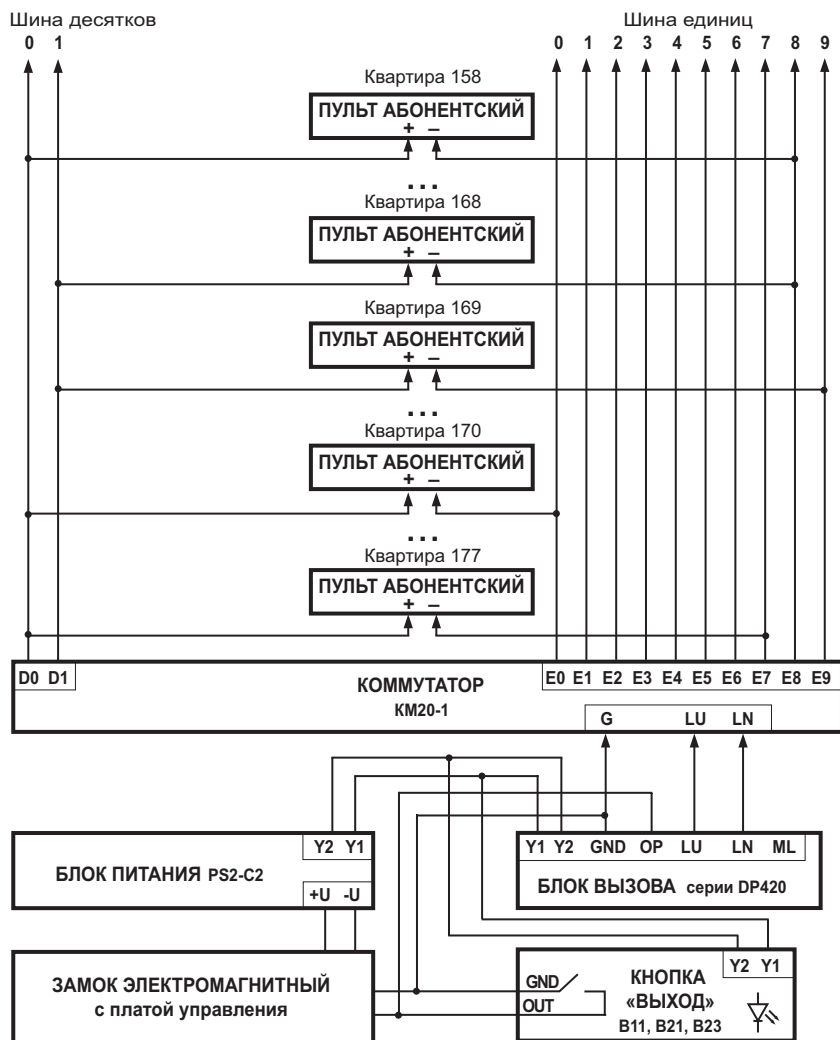 Шина десятков
Шина единиц
0 1
0 1 2 3 4 5 6 7 8 9
Квартира 158
ПУЛЬТ АБОНЕНТСКИЙ
+ –
...
Квартира 168
ПУЛЬТ АБОНЕНТСКИЙ
+ –
Квартира 169
ПУЛЬТ АБОНЕНТСКИЙ
+ –
...
Квартира 170
ПУЛЬТ АБОНЕНТСКИЙ
+ –
...
Квартира 177
ПУЛЬТ АБОНЕНТСКИЙ
+ –
D0 D1
E0 E1 E2 E3 E4 E5 E6 E7 E8 E9
КОММУТАТОР
КМ20-1
G LU LN
Y2 Y1
БЛОК ПИТАНИЯ PS2-C2
+U -U
Y1 Y2 GND OP LU LN ML
БЛОК ВЫЗОВА серии DP420
ЗАМОК ЭЛЕКТРОМАГНИТНЫЙ
с платой управления
Y2 Y1
GND
OUT
КНОПКА
«ВЫХОД»
B11, B21, B23